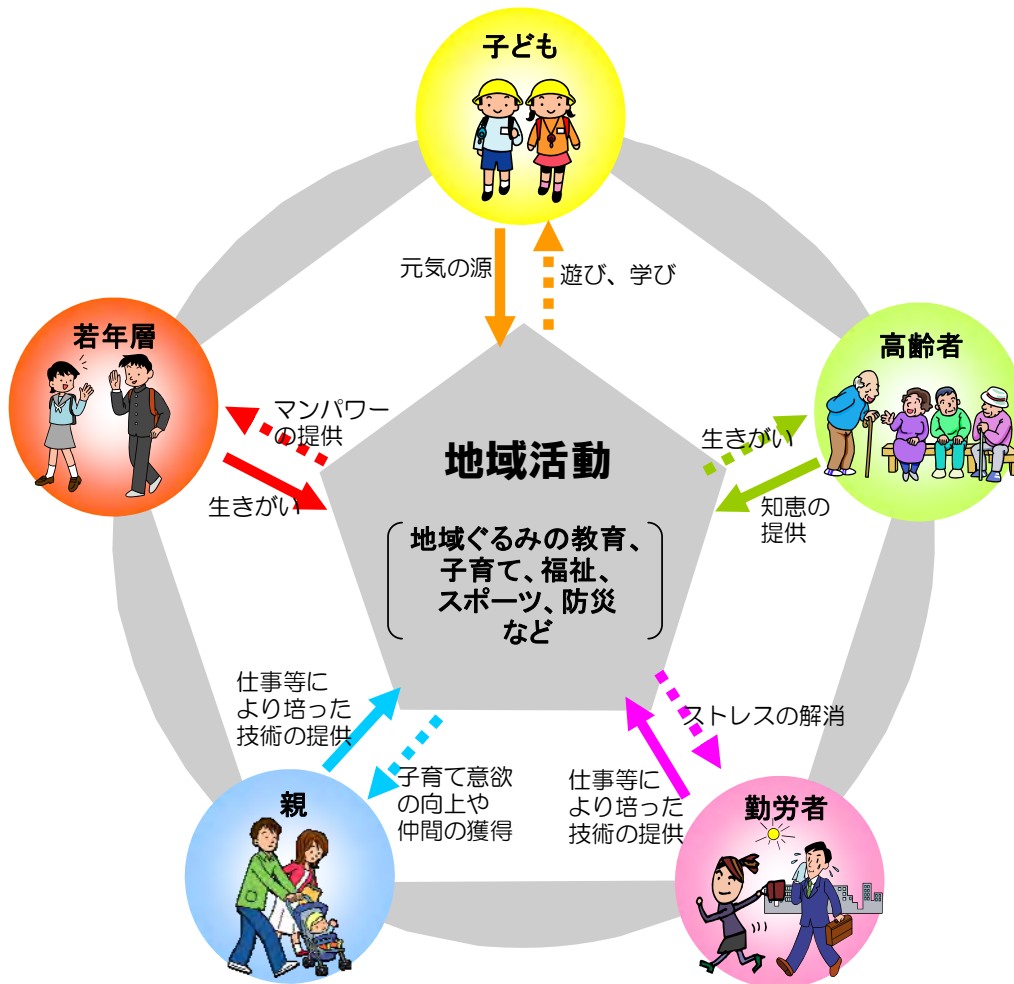 子ども
元気の源
遊び、学び
若年層
高齢者
マンパワー
の提供
生きがい
生きがい
知恵の
提供
地域活動
地域ぐるみの教育、
子育て、福祉、
スポーツ、防災
など
仕事等に
より培った
技術の提供
ストレスの解消
子育て意欲
の向上や
仲間の獲得
仕事等に
より培った
技術の提供
親
勤労者